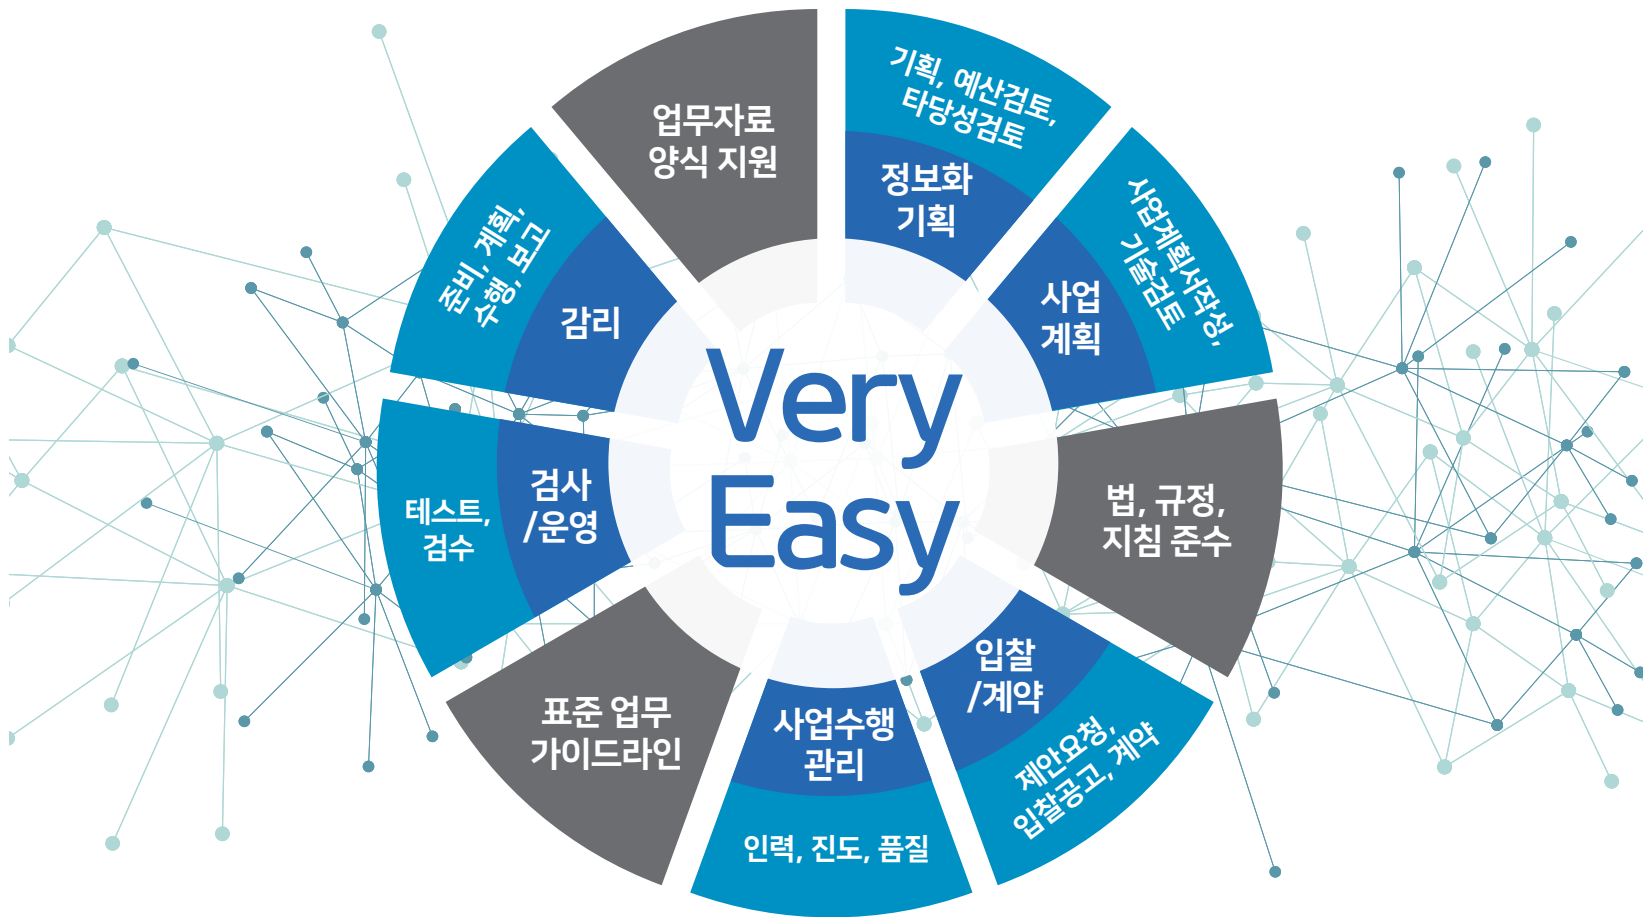 기획, 예산검토,
타당성검토
정보화
기획
사업계획서작성,
기술검토
사업
계획
법, 규정,
지침 준수
입찰
/계약
제안요청,
입찰공고, 계약
사업수행
관리
인력, 진도, 품질
표준 업무
가이드라인
검사
/운영
테스트,
검수
준비, 계획,
수행, 보고
감리
업무자료
양식 지원
Very
Easy